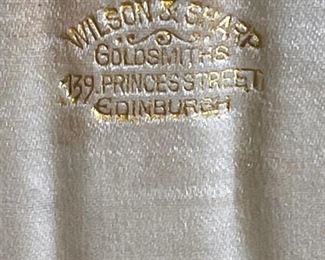 WILSON & SHARP
GOLDSMITHS
139. PRINCES STREET
EDINBURGH